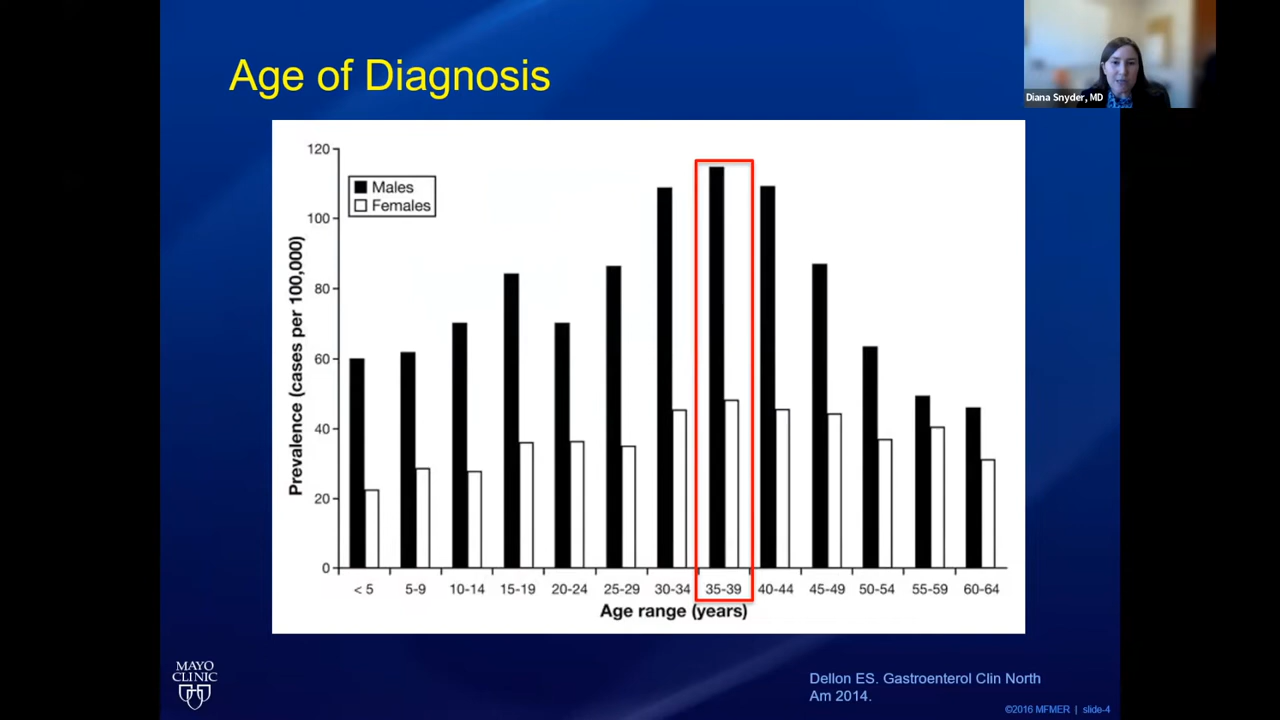 Age of Diagnosis
Diana Snyder, MD
120
100
80
60
40
20
0
Males
Females
Prevalence (cases per 100,000)
< 5
5-9
10-14
15-19
20-24
25-29
30-34
35-39
40-44
45-49
50-54
55-59
60-64
Age range (years)
MAYO
CLINIC
Dellon ES. Gastroenterol Clin North
Am 2014.
©2016 MFMER | slide-4